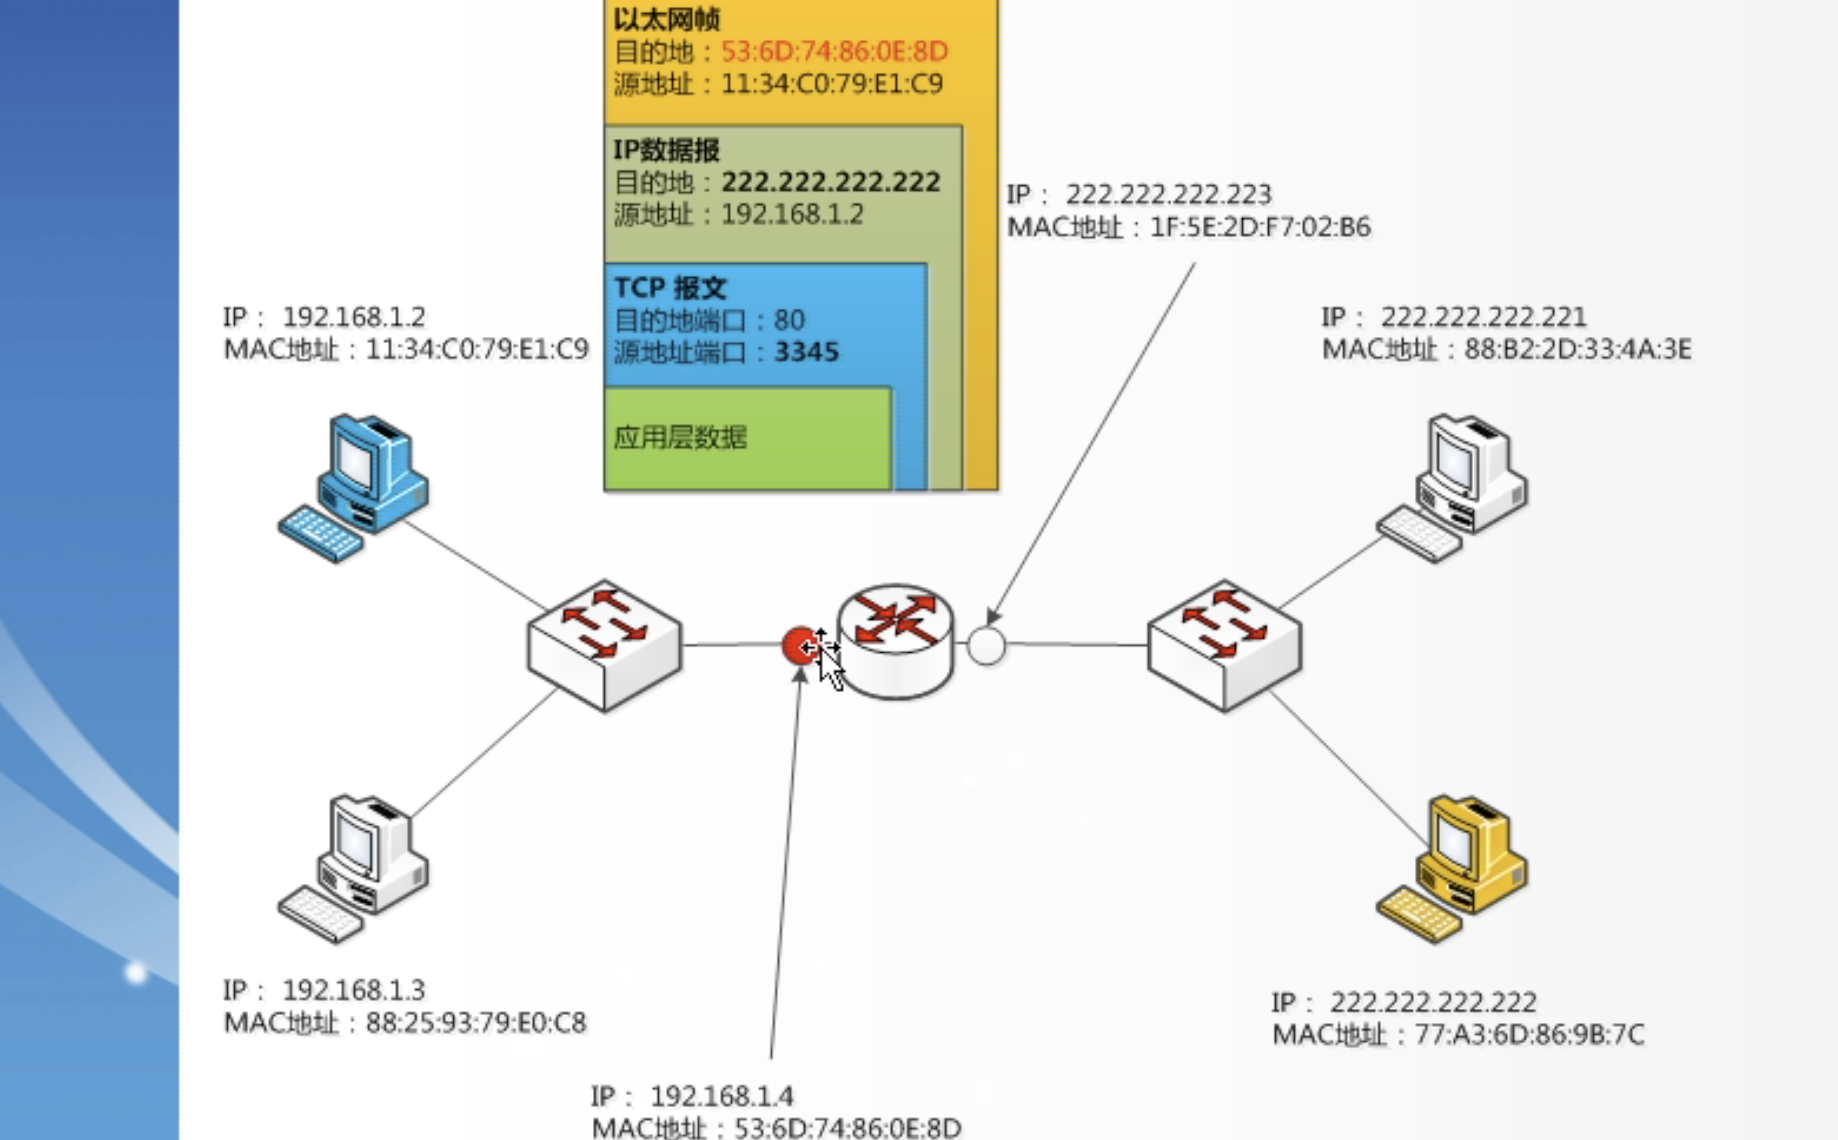 以太网帧
目的地：53:6D:74:86:0E:8D
源地址：11:34:C0:79:E1:C9
IP数据报
目的地：222.222.222.222
源地址：192.168.1.2
TCP 报文
目的地端口：80
源地址端口：3345
应用层数据
IP： 222.222.222.223
MAC地址：1F:5E:2D:F7:02:B6
IP： 192.168.1.2
MAC地址：11:34:C0:79:E1:C9
IP： 222.222.222.221
MAC地址：88:B2:2D:33:4A:3E
IP： 192.168.1.3
MAC地址：88:25:93:79:E0:C8
IP： 222.222.222.222
MAC地址：77:A3:6D:86:9B:7C
IP： 192.168.1.4
MAC地址：53:6D:74:86:0E:8D